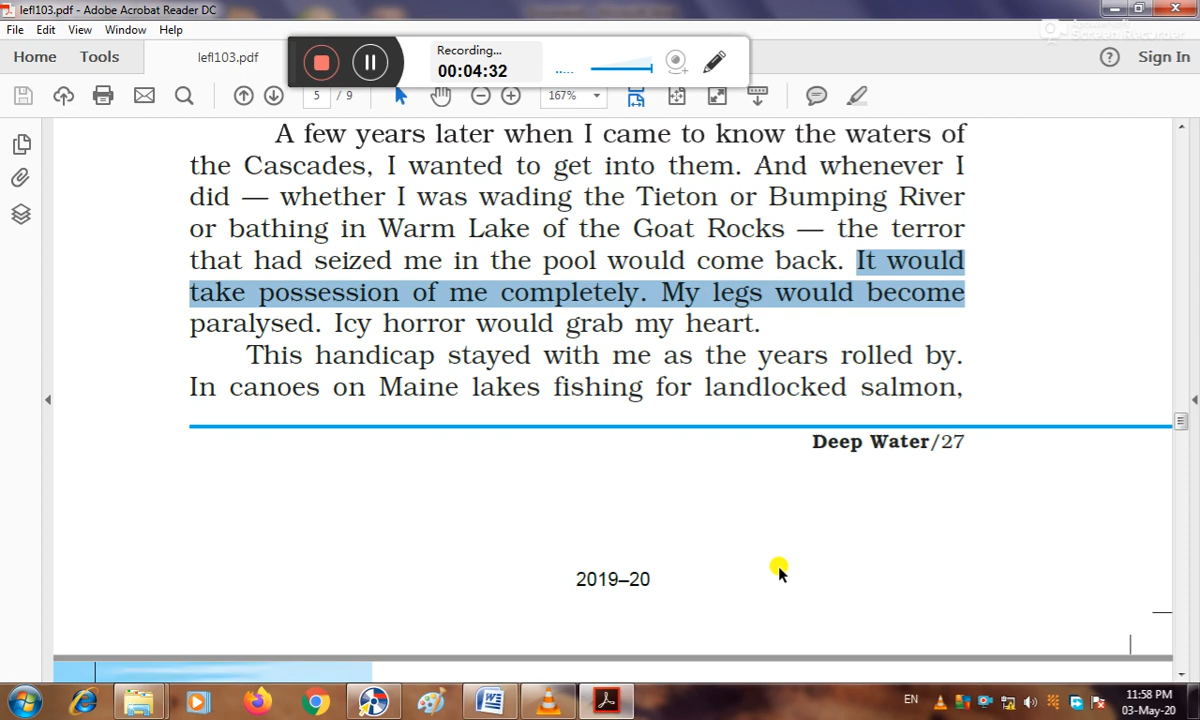 lefl103.pdf - Adobe Acrobat Reader DC
File Edit View Window Help
Home Tools lefl103.pdf
Recording...
00:04:32
Sign In
5 / 9 167%
A few years later when I came to know the waters of
the Cascades, I wanted to get into them. And whenever I
did — whether I was wading the Tieton or Bumping River
or bathing in Warm Lake of the Goat Rocks — the terror
that had seized me in the pool would come back. It would
take possession of me completely. My legs would become
paralysed. Icy horror would grab my heart.
This handicap stayed with me as the years rolled by.
In canoes on Maine lakes fishing for landlocked salmon,
Deep Water/27
2019–20
EN
11:58 PM
03-May-20